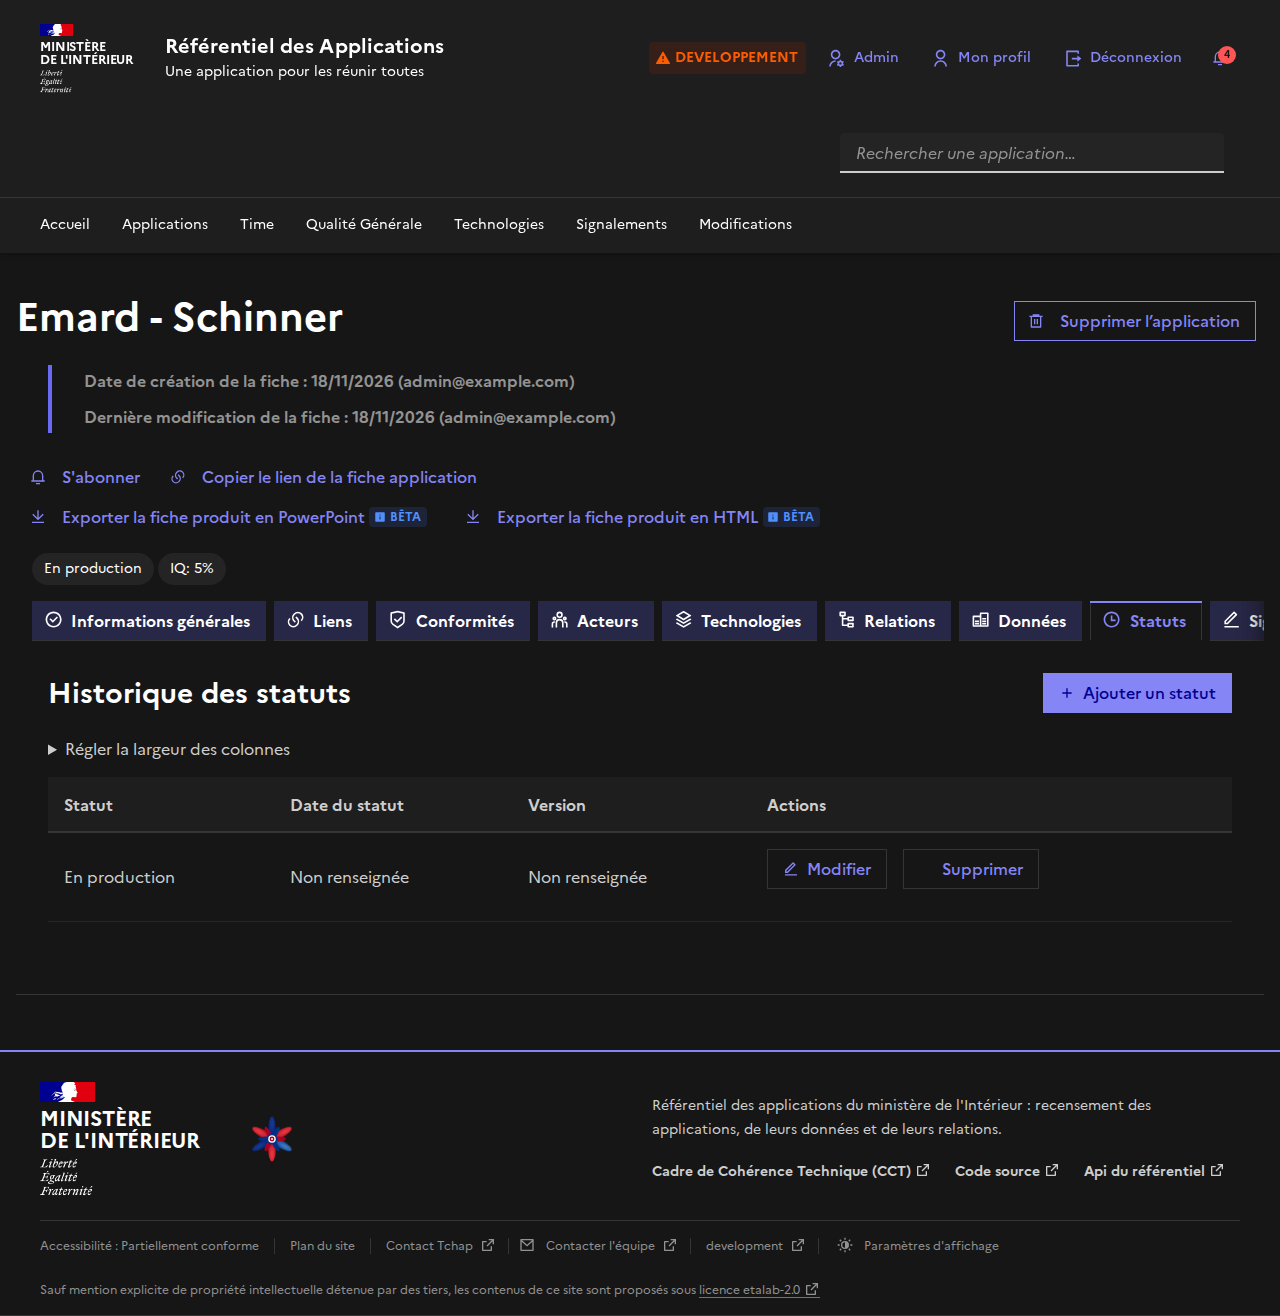 MINISTÈRE
DE L'INTÉRIEUR
Liberté
Égalité
Fraternité
Référentiel des Applications
Une application pour les réunir toutes
DEVELOPPEMENT
Admin
Mon profil
Déconnexion
4
Rechercher une application…
Accueil
Applications
Time
Qualité Générale
Technologies
Signalements
Modifications
Emard - Schinner
Supprimer l’application
Date de création de la fiche : 18/11/2026 (admin@example.com)
Dernière modification de la fiche : 18/11/2026 (admin@example.com)
S'abonner
Copier le lien de la fiche application
Exporter la fiche produit en PowerPoint BÊTA
Exporter la fiche produit en HTML BÊTA
En production
IQ: 5%
Informations générales
Liens
Conformités
Acteurs
Technologies
Relations
Données
Statuts
Historique des statuts
Ajouter un statut
Régler la largeur des colonnes
Statut
Date du statut
Version
Actions
En production
Non renseignée
Non renseignée
Modifier
Supprimer
MINISTÈRE
DE L'INTÉRIEUR
Liberté
Égalité
Fraternité
Référentiel des applications du ministère de l'Intérieur : recensement des
applications, de leurs données et de leurs relations.
Cadre de Cohérence Technique (CCT)
Code source
Api du référentiel
Accessibilité : Partiellement conforme
Plan du site
Contact Tchap
Contacter l'équipe
development
Paramètres d'affichage
Sauf mention explicite de propriété intellectuelle détenue par des tiers, les contenus de ce site sont proposés sous licence etalab-2.0